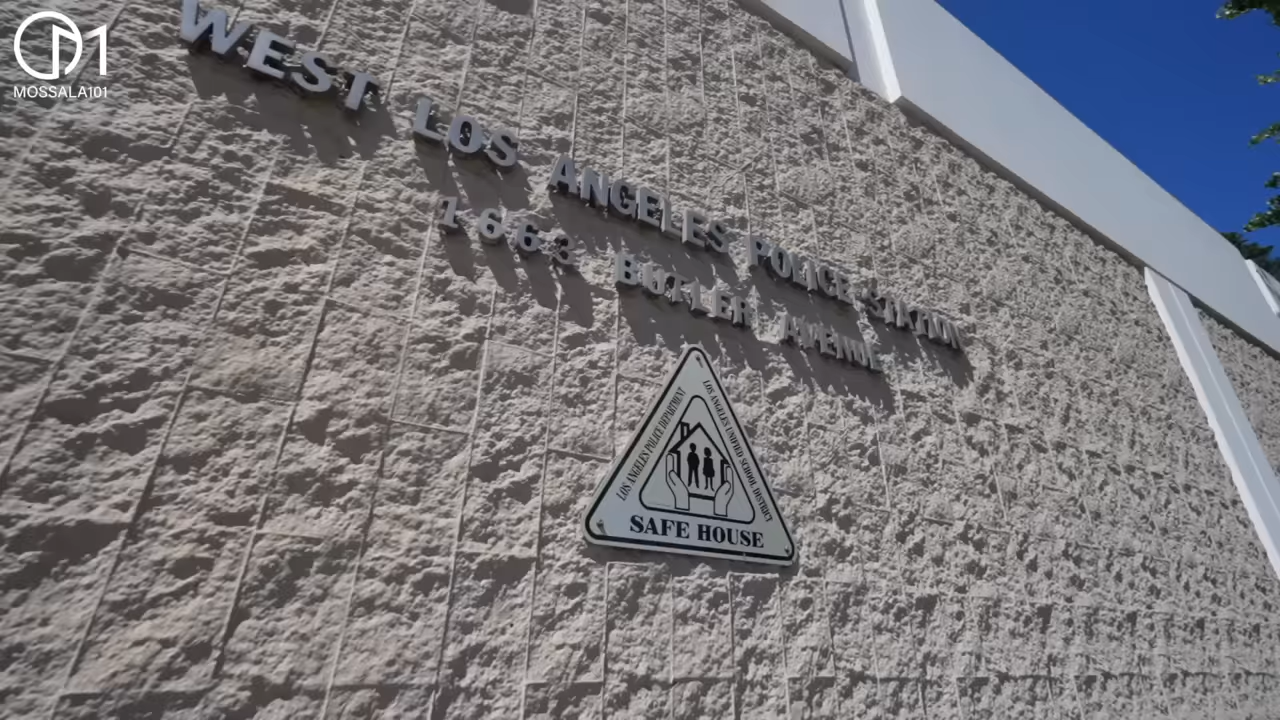 MOSSALA101
WEST LOS ANGELES POLICE STATION
1663 BUTLER AVENUE
LOS ANGELES POLICE DEPARTMENT
LOS ANGELES UNIFIED SCHOOL DISTRICT
SAFE HOUSE